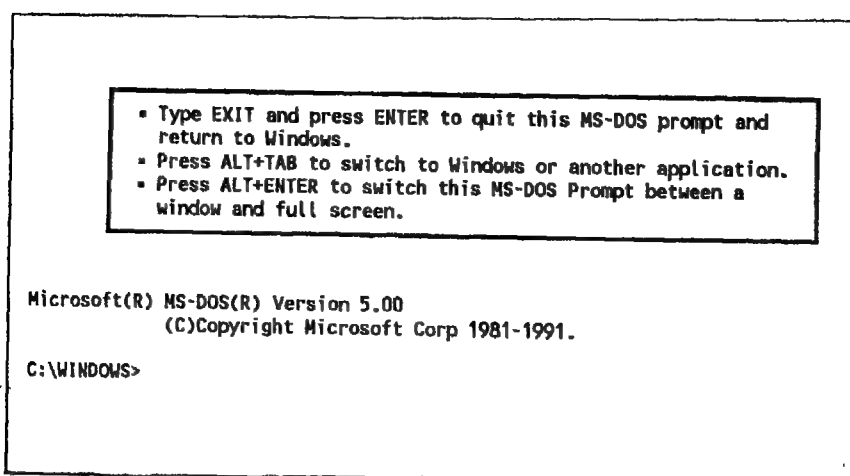 ▪ Type EXIT and press ENTER to quit this MS-DOS prompt and
return to Windows.
▪ Press ALT+TAB to switch to Windows or another application.
▪ Press ALT+ENTER to switch this MS-DOS Prompt between a
window and full screen.
Microsoft(R) MS-DOS(R) Version 5.00
(C)Copyright Microsoft Corp 1981-1991.
C:\WINDOWS>